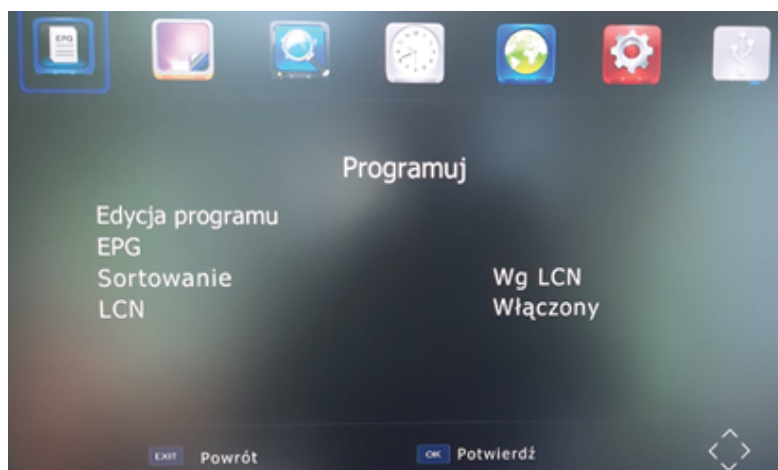 EPG
Programuj
Edycja programu
EPG
Sortowanie Wg LCN
LCN Włączony
EXIT Powrót OK Potwierdź